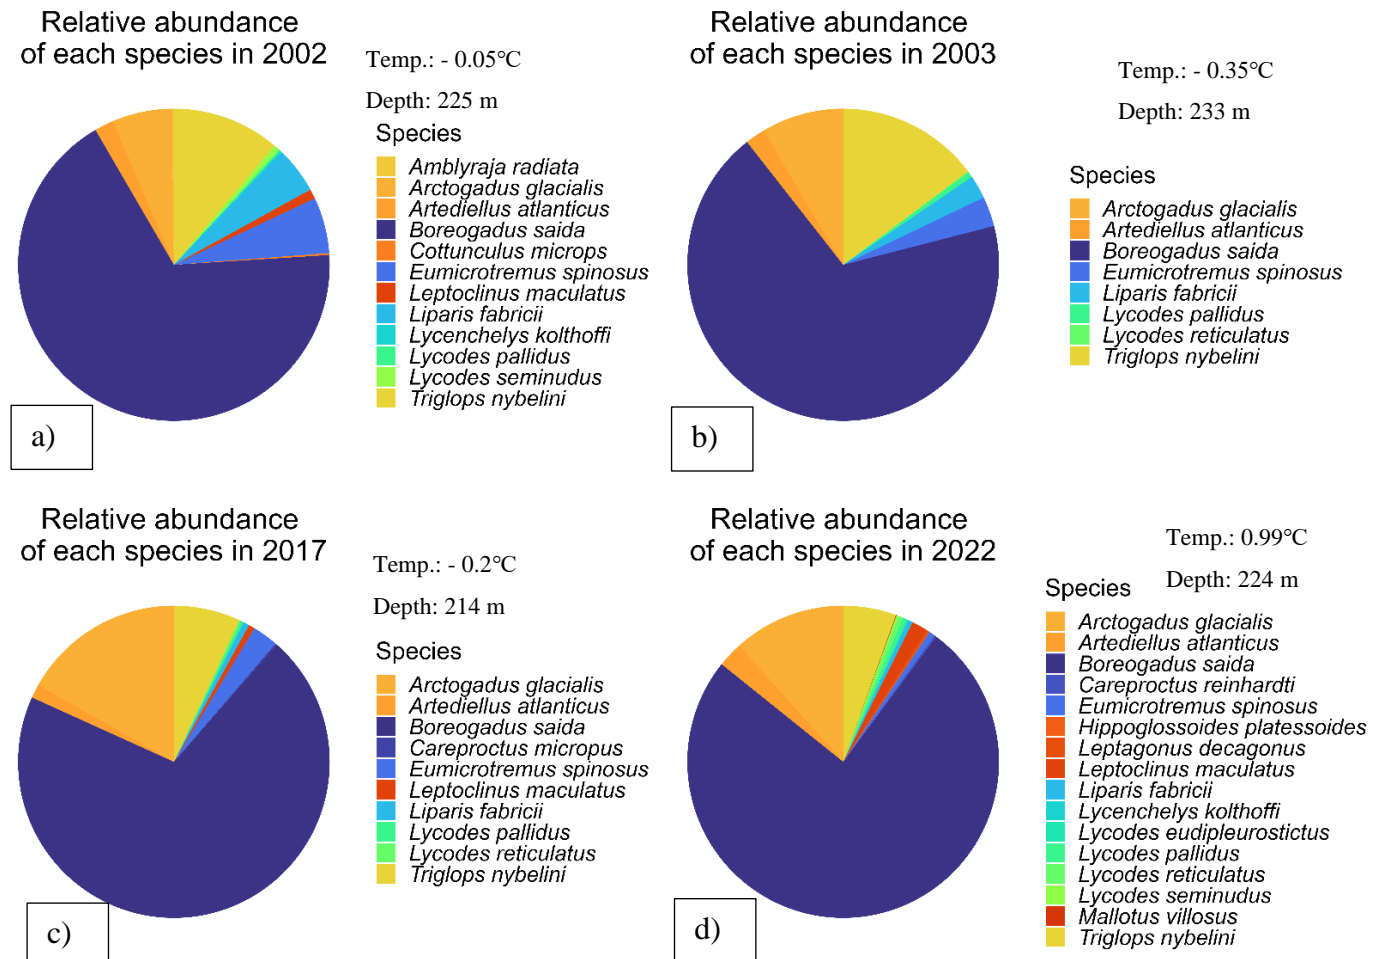 Relative abundance
of each species in 2002
Temp.: - 0.05°C
Depth: 225 m
Species
Amblyraja radiata
Arctogadus glacialis
Artediellus atlanticus
Boreogadus saida
Cottunculus microps
Eumicrotremus spinosus
Leptoclinus maculatus
Liparis fabricii
Lycenchelys kolthoffi
Lycodes pallidus
Lycodes seminudus
Triglops nybelini
a)
Relative abundance
of each species in 2003
Temp.: - 0.35°C
Depth: 233 m
Species
Arctogadus glacialis
Artediellus atlanticus
Boreogadus saida
Eumicrotremus spinosus
Liparis fabricii
Lycodes pallidus
Lycodes reticulatus
Triglops nybelini
b)
Relative abundance
of each species in 2017
Temp.: - 0.2°C
Depth: 214 m
Species
Arctogadus glacialis
Artediellus atlanticus
Boreogadus saida
Careproctus micropus
Eumicrotremus spinosus
Leptoclinus maculatus
Liparis fabricii
Lycodes pallidus
Lycodes reticulatus
Triglops nybelini
c)
Relative abundance
of each species in 2022
Temp.: 0.99°C
Depth: 224 m
Species
Arctogadus glacialis
Artediellus atlanticus
Boreogadus saida
Careproctus reinhardti
Eumicrotremus spinosus
Hippoglossoides platessoides
Leptagonus decagonus
Leptoclinus maculatus
Liparis fabricii
Lycenchelys kolthoffi
Lycodes eudipleurostictus
Lycodes pallidus
Lycodes reticulatus
Lycodes seminudus
Mallotus villosus
Triglops nybelini
d)